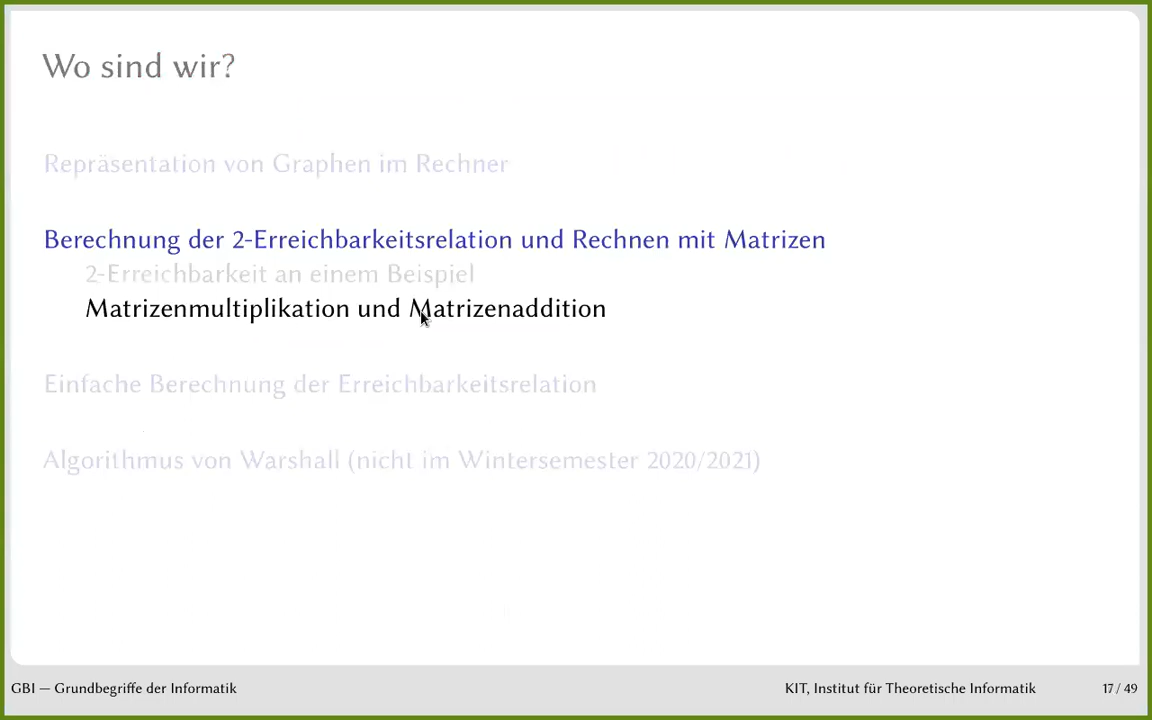 Wo sind wir?
Repräsentation von Graphen im Rechner
Berechnung der 2-Erreichbarkeitsrelation und Rechnen mit Matrizen
2-Erreichbarkeit an einem Beispiel
Matrizenmultiplikation und Matrizenaddition
Einfache Berechnung der Erreichbarkeitsrelation
Algorithmus von Warshall (nicht im Wintersemester 2020/2021)
GBI — Grundbegriffe der Informatik KIT, Institut für Theoretische Informatik 17 / 49